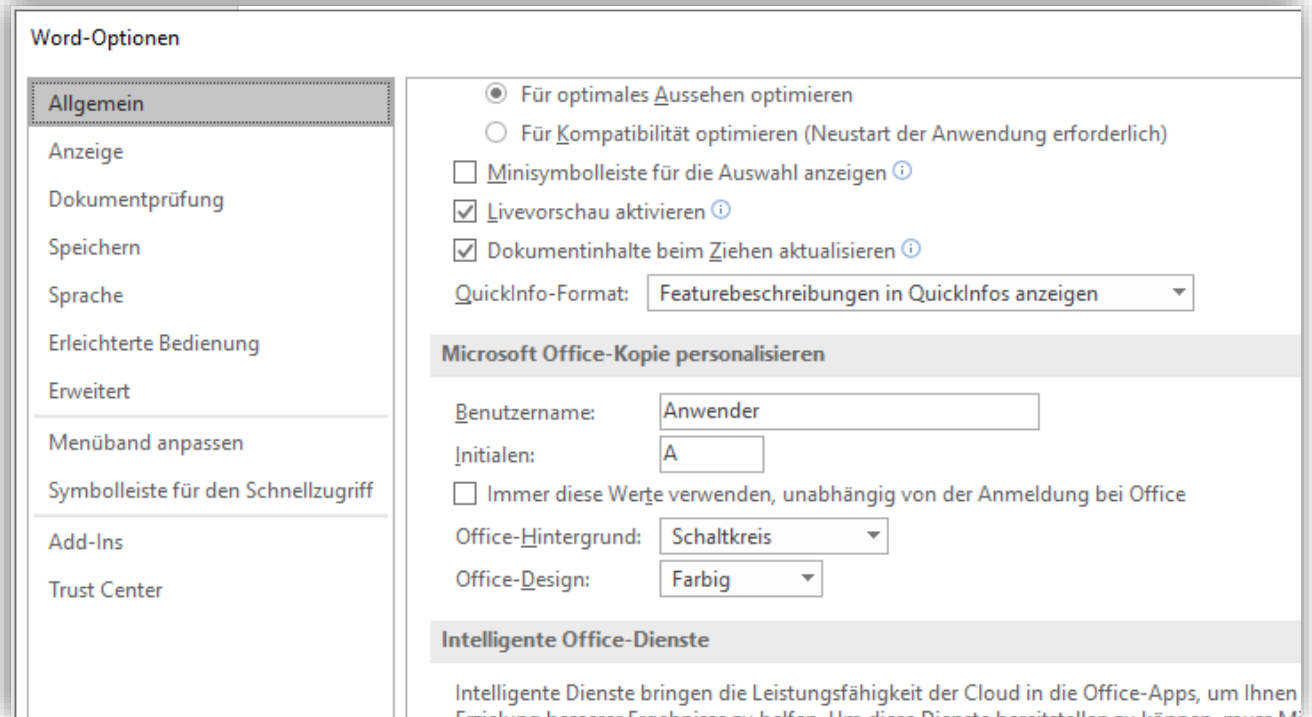 Word-Optionen
Allgemein
Anzeige
Dokumentprüfung
Speichern
Sprache
Erleichterte Bedienung
Erweitert
Menüband anpassen
Symbolleiste für den Schnellzugriff
Add-Ins
Trust Center
Für optimales Aussehen optimieren
Für Kompatibilität optimieren (Neustart der Anwendung erforderlich)
Minisymbolleiste für die Auswahl anzeigen
Livevorschau aktivieren
Dokumentinhalte beim Ziehen aktualisieren
QuickInfo-Format: Featurebeschreibungen in QuickInfos anzeigen
Microsoft Office-Kopie personalisieren
Benutzername: Anwender
Initialen: A
Immer diese Werte verwenden, unabhängig von der Anmeldung bei Office
Office-Hintergrund: Schaltkreis
Office-Design: Farbig
Intelligente Office-Dienste
Intelligente Dienste bringen die Leistungsfähigkeit der Cloud in die Office-Apps, um Ihnen